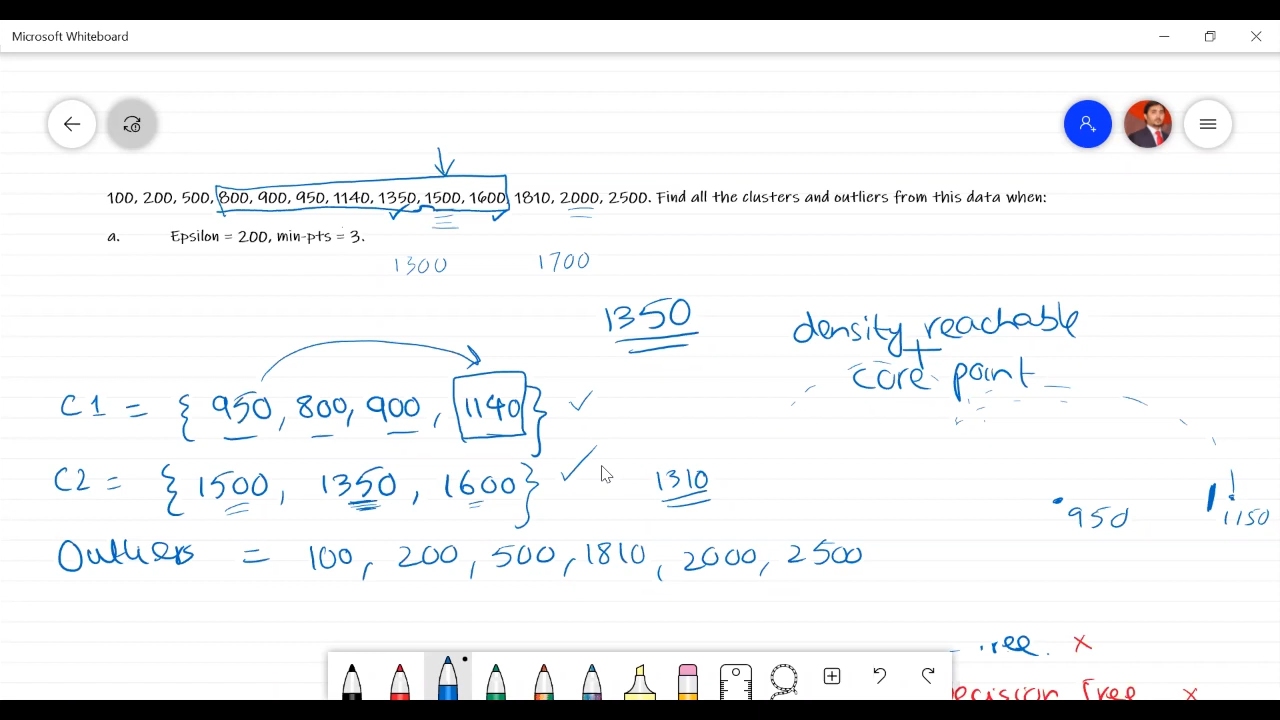 Microsoft Whiteboard
100, 200, 500, 800, 900, 950, 1140, 1350, 1500, 1600, 1810, 2000, 2500. Find all the clusters and outliers from this data when:
a. Epsilon = 200, min-pts = 3.
1300 1700
1350
density reachable
+
core point
C1 = { 950, 800, 900, 1140 }
C2 = { 1500, 1350, 1600 } 1310
950 1150
Outliers = 100, 200, 500, 1810, 2000, 2500